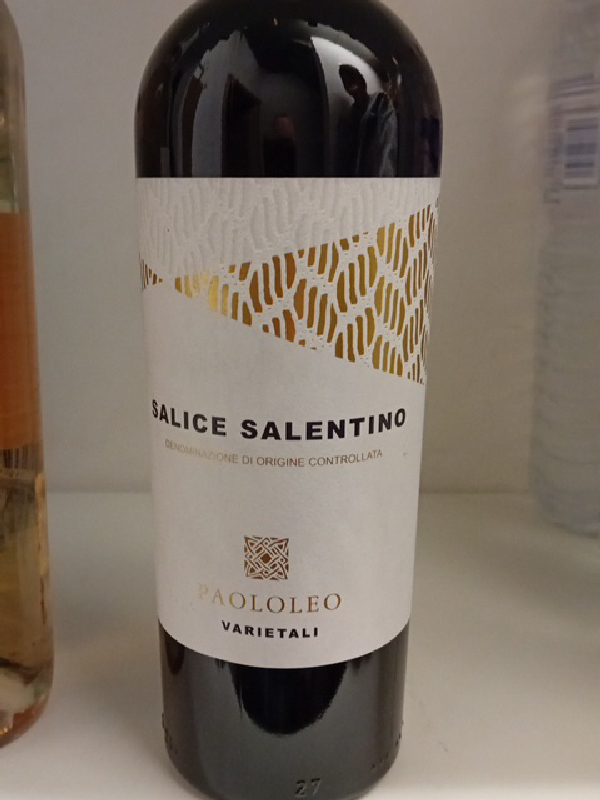 SALICE SALENTINO
DENOMINAZIONE DI ORIGINE CONTROLLATA
PAOLOLEO
VARIETALI
27